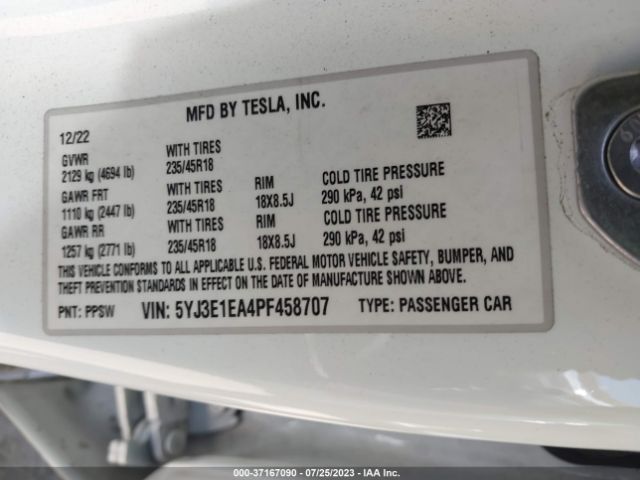 MFD BY TESLA, INC.
12/22
GVWR WITH TIRES
2129 kg (4694 lb) 235/45R18
GAWR FRT WITH TIRES RIM COLD TIRE PRESSURE
1110 kg (2447 lb) 235/45R18 18X8.5J 290 kPa, 42 psi
GAWR RR WITH TIRES RIM COLD TIRE PRESSURE
1257 kg (2771 lb) 235/45R18 18X8.5J 290 kPa, 42 psi
THIS VEHICLE CONFORMS TO ALL APPLICABLE U.S. FEDERAL MOTOR VEHICLE SAFETY, BUMPER, AND
THEFT PREVENTION STANDARDS IN EFFECT ON THE DATE OF MANUFACTURE SHOWN ABOVE.
PNT: PPSW VIN: 5YJ3E1EA4PF458707 TYPE: PASSENGER CAR
000-37167090 - 07/25/2023 - IAA Inc.